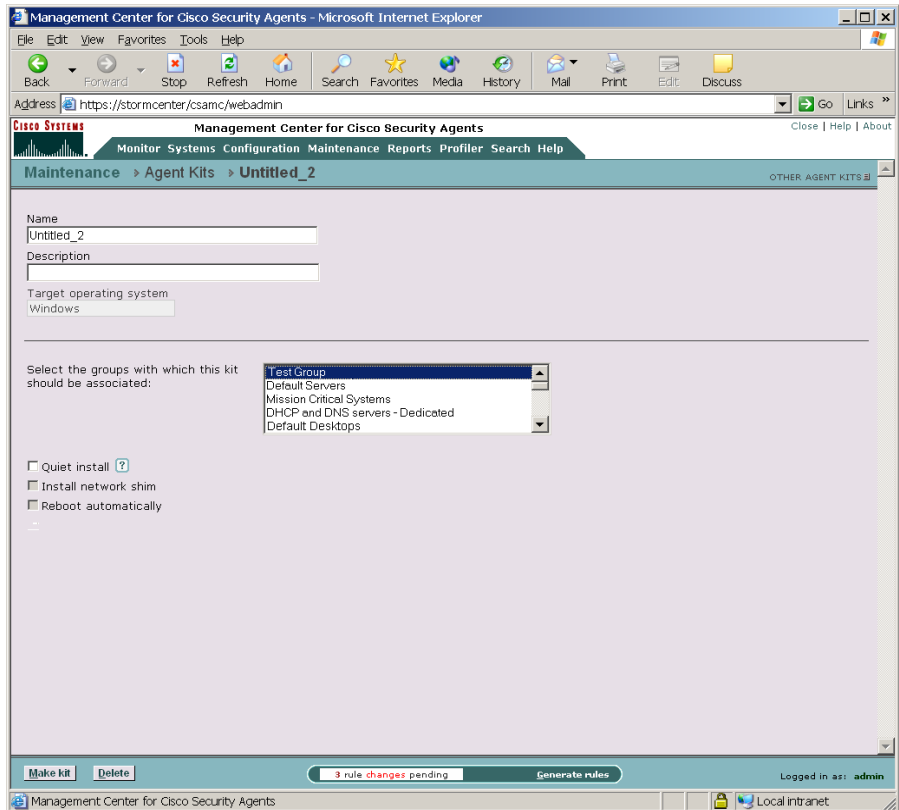 Management Center for Cisco Security Agents - Microsoft Internet Explorer
File Edit View Favorites Tools Help
Back Forward Stop Refresh Home Search Favorites Media History Mail Print Edit Discuss
Address https://stormcenter/csamc/webadmin Go Links »
CISCO SYSTEMS Management Center for Cisco Security Agents Close | Help | About
Monitor Systems Configuration Maintenance Reports Profiler Search Help
Maintenance > Agent Kits > Untitled_2 OTHER AGENT KITS
Name
Untitled_2
Description
Target operating system
Windows
Select the groups with which this kit
should be associated:
Test Group
Default Servers
Mission Critical Systems
DHCP and DNS servers - Dedicated
Default Desktops
Quiet install ?
Install network shim
Reboot automatically
Make kit Delete 3 rule changes pending Generate rules Logged in as: admin
Management Center for Cisco Security Agents Local intranet